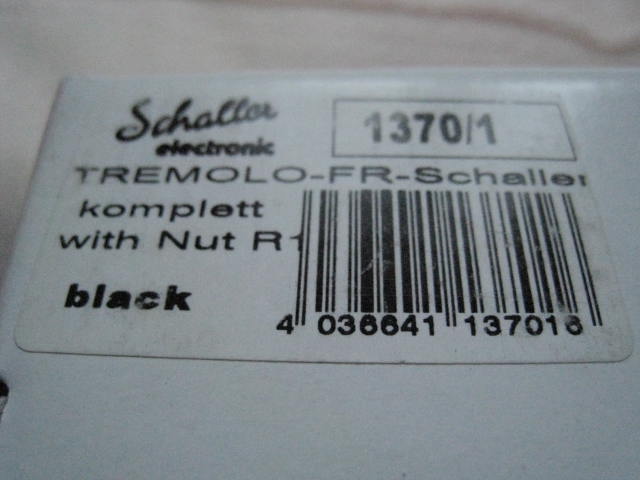 Schaller
electronic
1370/1
TREMOLO-FR-Schaller
komplett
with Nut R1
black
4 036641 137016